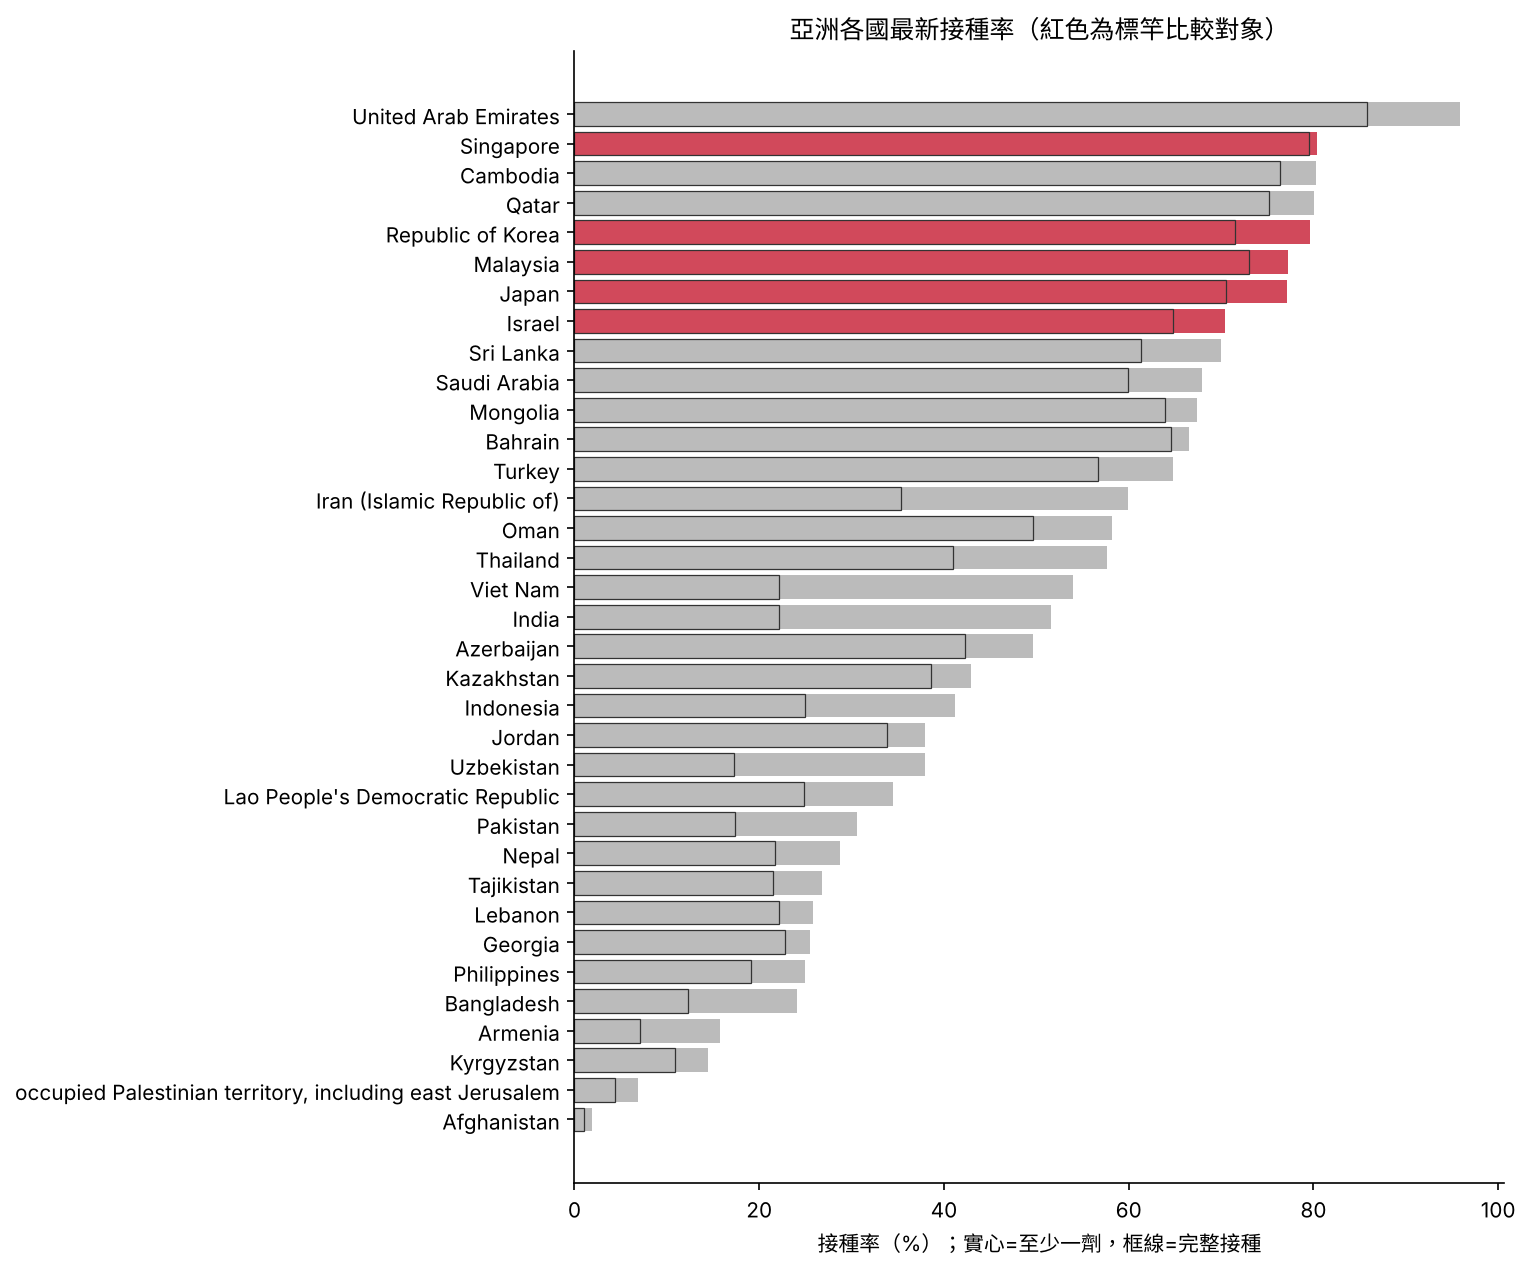 亞洲各國最新接種率（紅色為標竿比較對象）
United Arab Emirates
Singapore
Cambodia
Qatar
Republic of Korea
Malaysia
Japan
Israel
Sri Lanka
Saudi Arabia
Mongolia
Bahrain
Turkey
Iran (Islamic Republic of)
Oman
Thailand
Viet Nam
India
Azerbaijan
Kazakhstan
Indonesia
Jordan
Uzbekistan
Lao People's Democratic Republic
Pakistan
Nepal
Tajikistan
Lebanon
Georgia
Philippines
Bangladesh
Armenia
Kyrgyzstan
occupied Palestinian territory, including east Jerusalem
Afghanistan
0 20 40 60 80 100
接種率（%）；實心=至少一劑，框線=完整接種